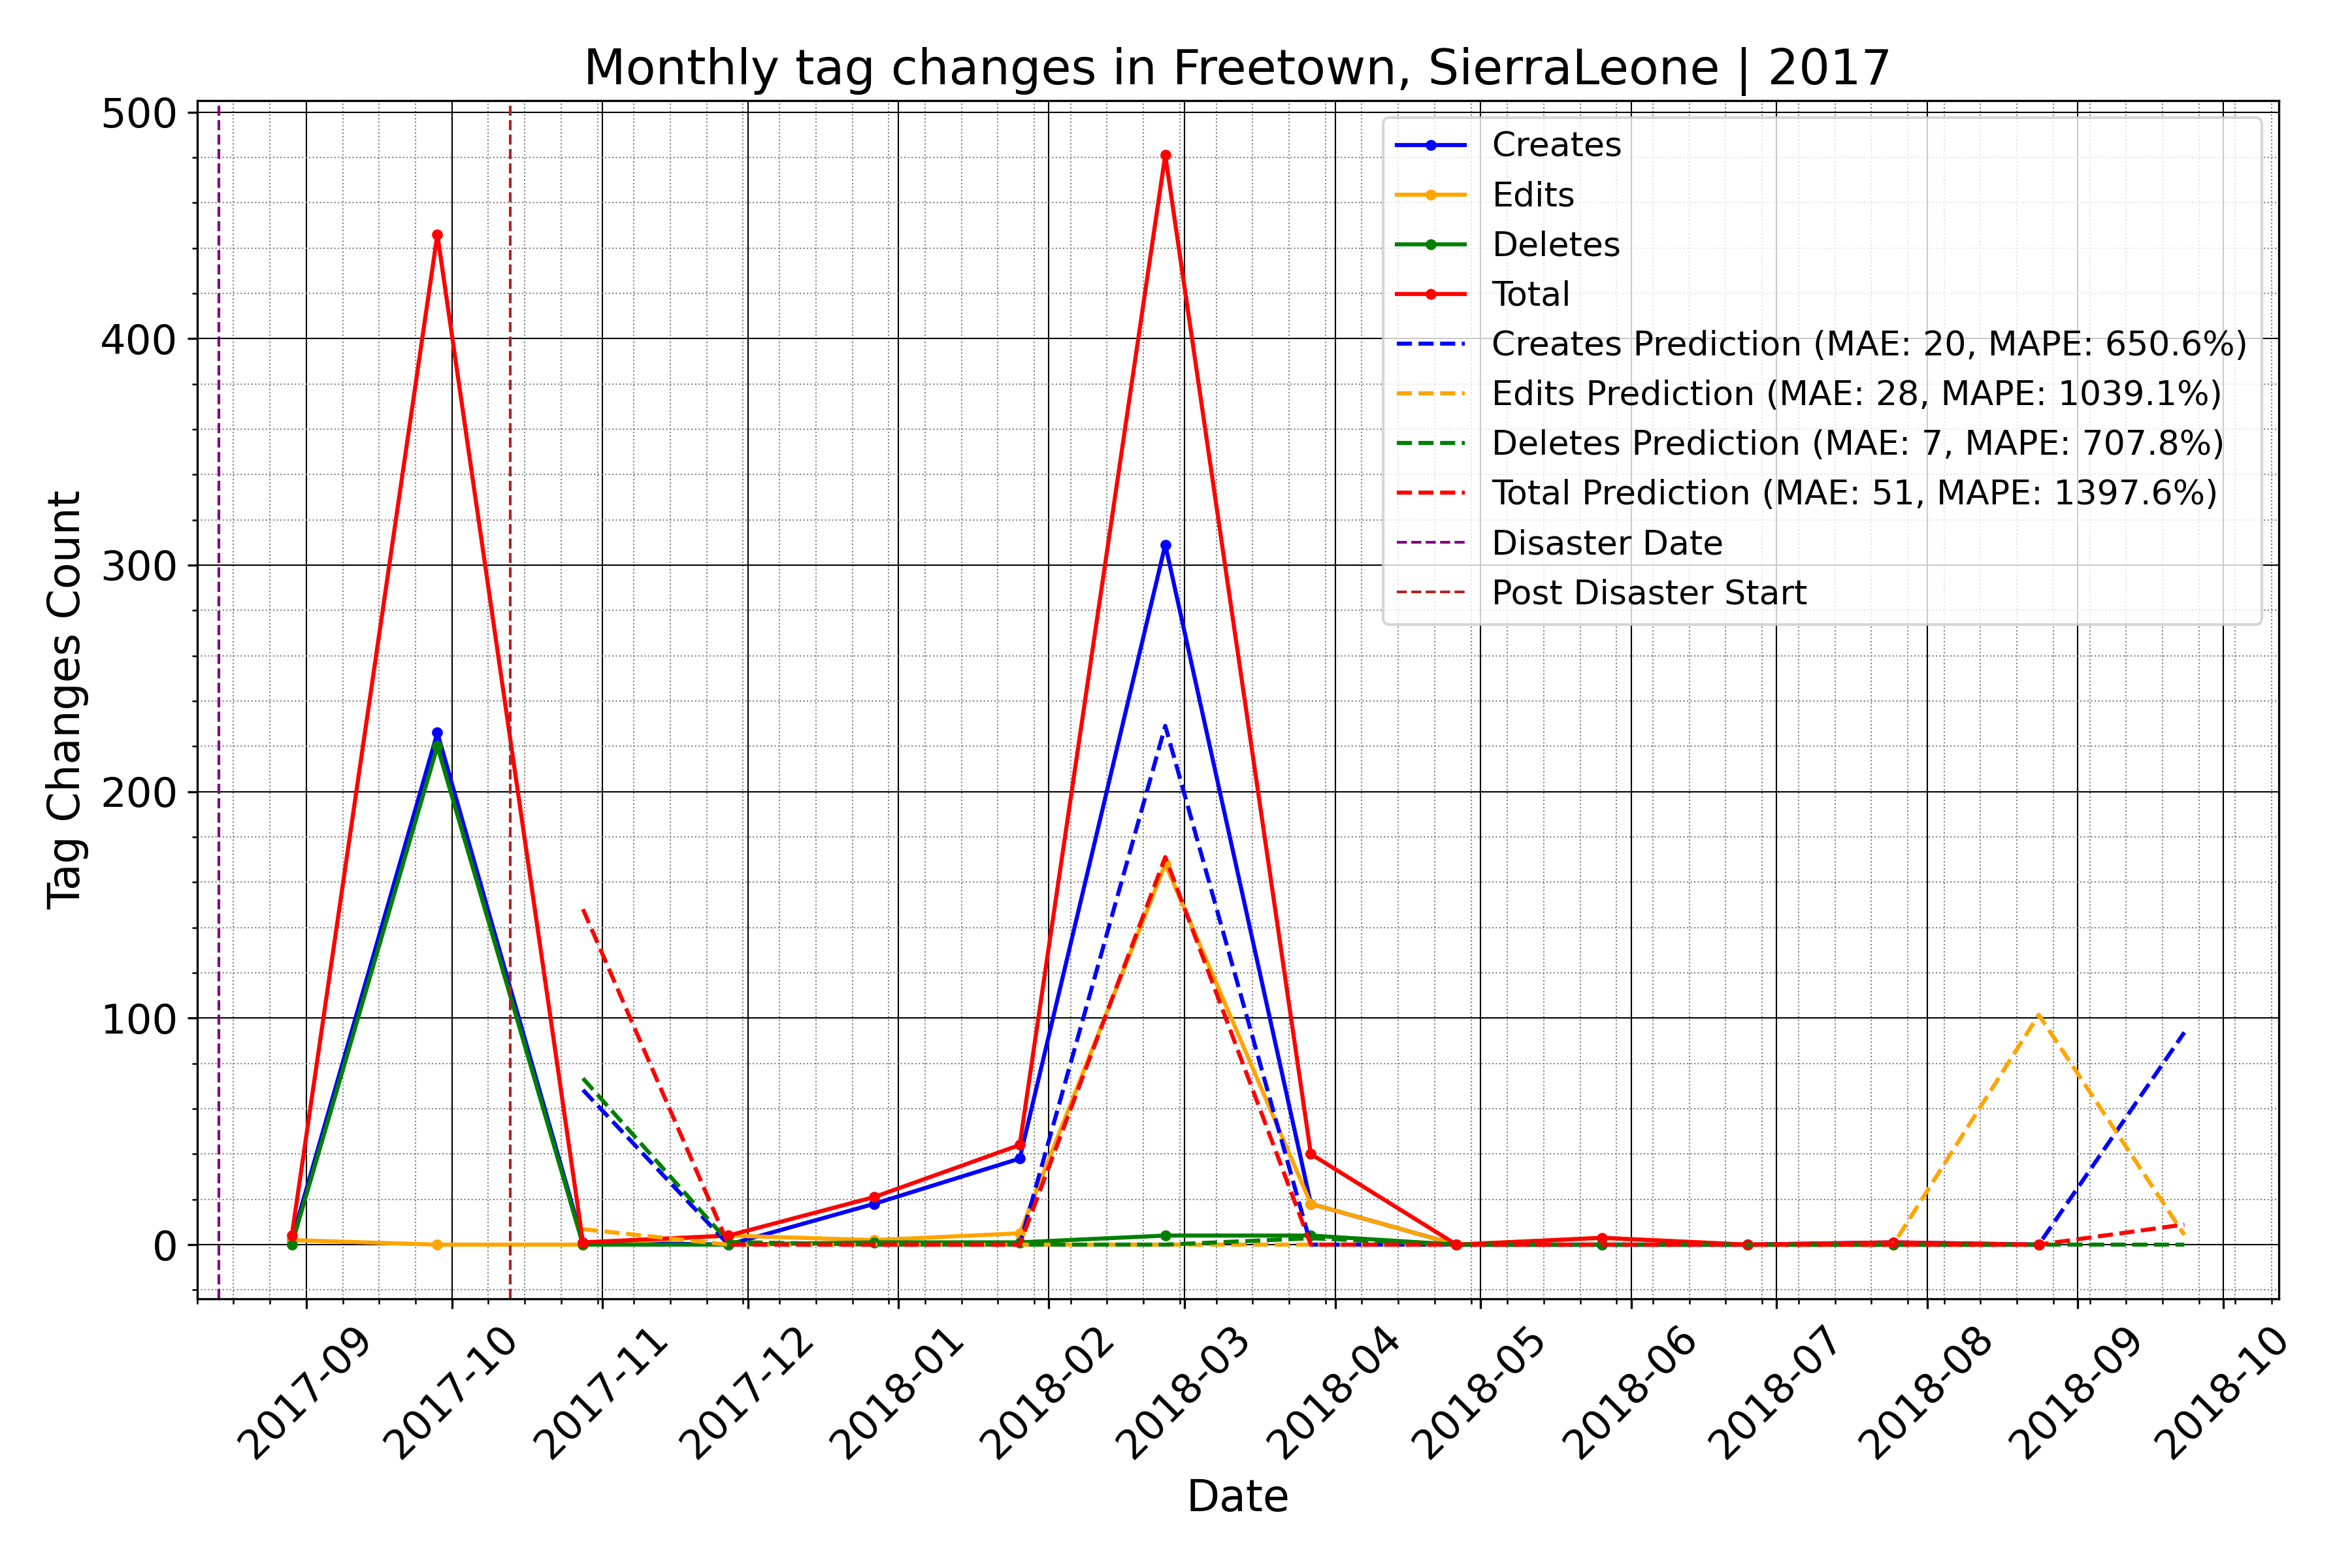 Monthly tag changes in Freetown, SierraLeone | 2017
500
400
300
200
100
0
Tag Changes Count
Creates
Edits
Deletes
Total
Creates Prediction (MAE: 20, MAPE: 650.6%)
Edits Prediction (MAE: 28, MAPE: 1039.1%)
Deletes Prediction (MAE: 7, MAPE: 707.8%)
Total Prediction (MAE: 51, MAPE: 1397.6%)
Disaster Date
Post Disaster Start
2017-09
2017-10
2017-11
2017-12
2018-01
2018-02
2018-03
2018-04
2018-05
2018-06
2018-07
2018-08
2018-09
2018-10
Date